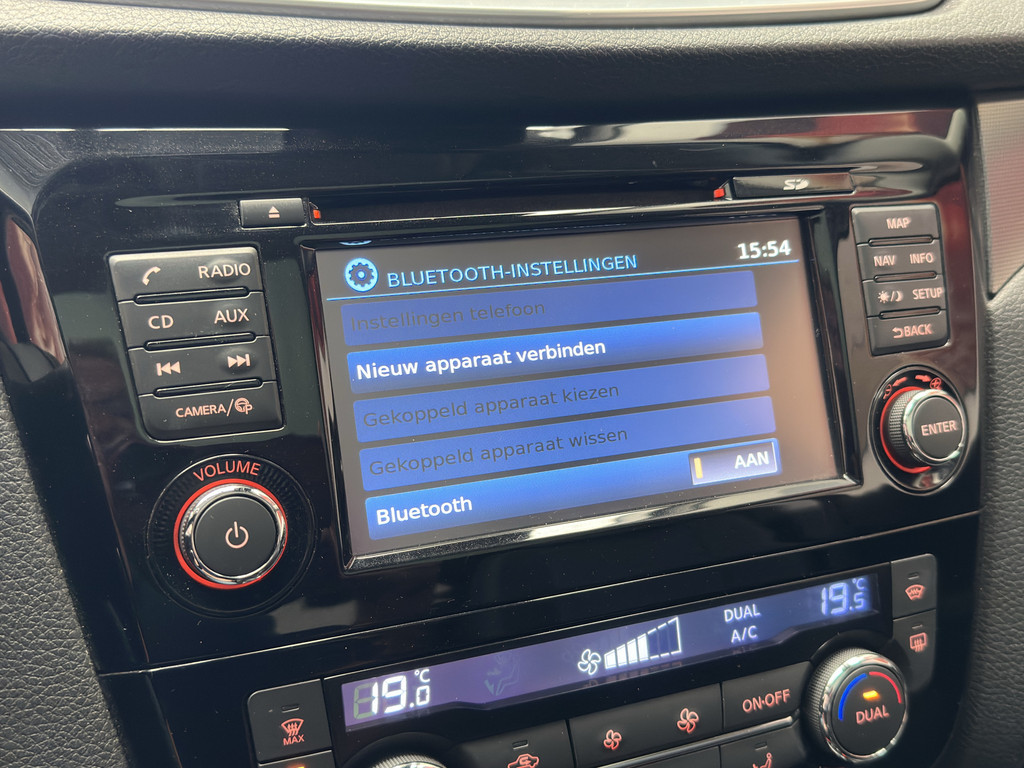 SD
MAP
NAV INFO
SETUP
BACK
ENTER
RADIO
CD AUX
CAMERA/
VOLUME
BLUETOOTH-INSTELLINGEN 15:54
Instellingen telefoon
Nieuw apparaat verbinden
Gekoppeld apparaat kiezen
Gekoppeld apparaat wissen
Bluetooth AAN
19.0 °C
DUAL
A/C
19.5 °C
MAX
ON·OFF
DUAL